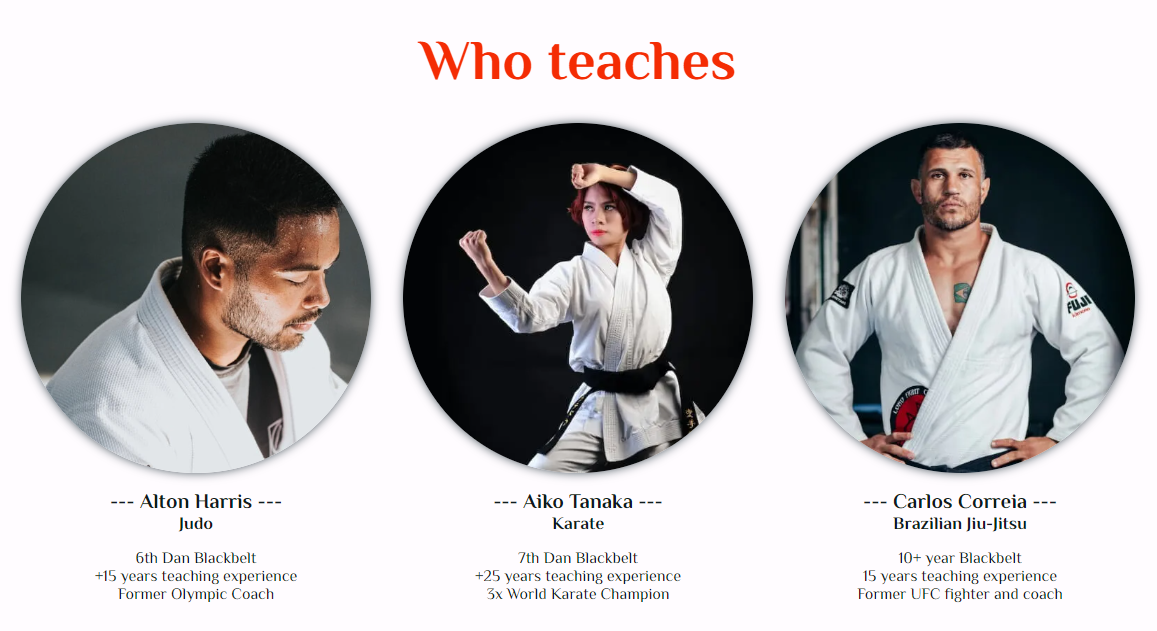 Who teaches
FUJI
--- Alton Harris ---
Judo
6th Dan Blackbelt
+15 years teaching experience
Former Olympic Coach
--- Aiko Tanaka ---
Karate
7th Dan Blackbelt
+25 years teaching experience
3x World Karate Champion
--- Carlos Correia ---
Brazilian Jiu-Jitsu
10+ year Blackbelt
15 years teaching experience
Former UFC fighter and coach